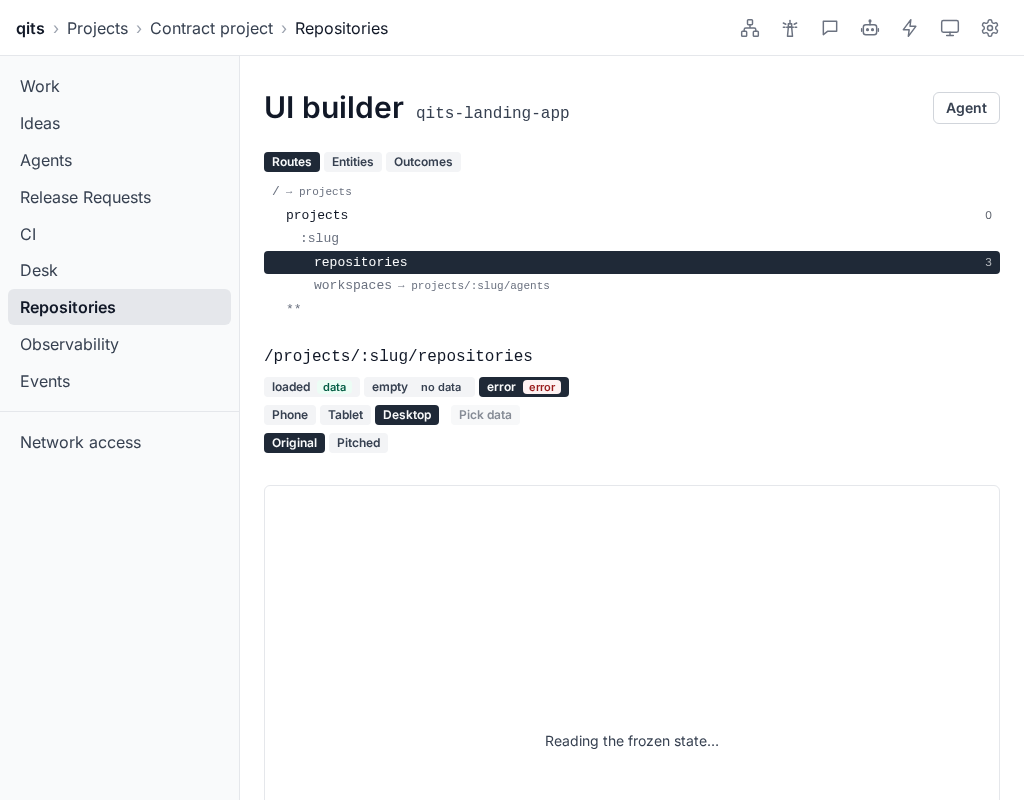 qits › Projects › Contract project › Repositories
Work
Ideas
Agents
Release Requests
CI
Desk
Repositories
Observability
Events
Network access
UI builder qits-landing-app
Agent
Routes Entities Outcomes
/ → projects
projects 0
:slug
repositories 3
workspaces → projects/:slug/agents
**
/projects/:slug/repositories
loaded data empty no data error error
Phone Tablet Desktop Pick data
Original Pitched
Reading the frozen state...